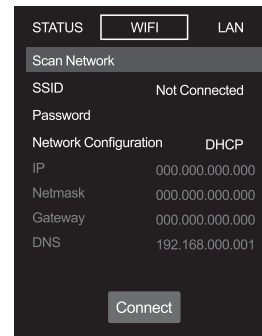 STATUS WIFI LAN
Scan Network
SSID Not Connected
Password
Network Configuration DHCP
IP 000.000.000.000
Netmask 000.000.000.000
Gateway 000.000.000.000
DNS 192.168.000.001
Connect